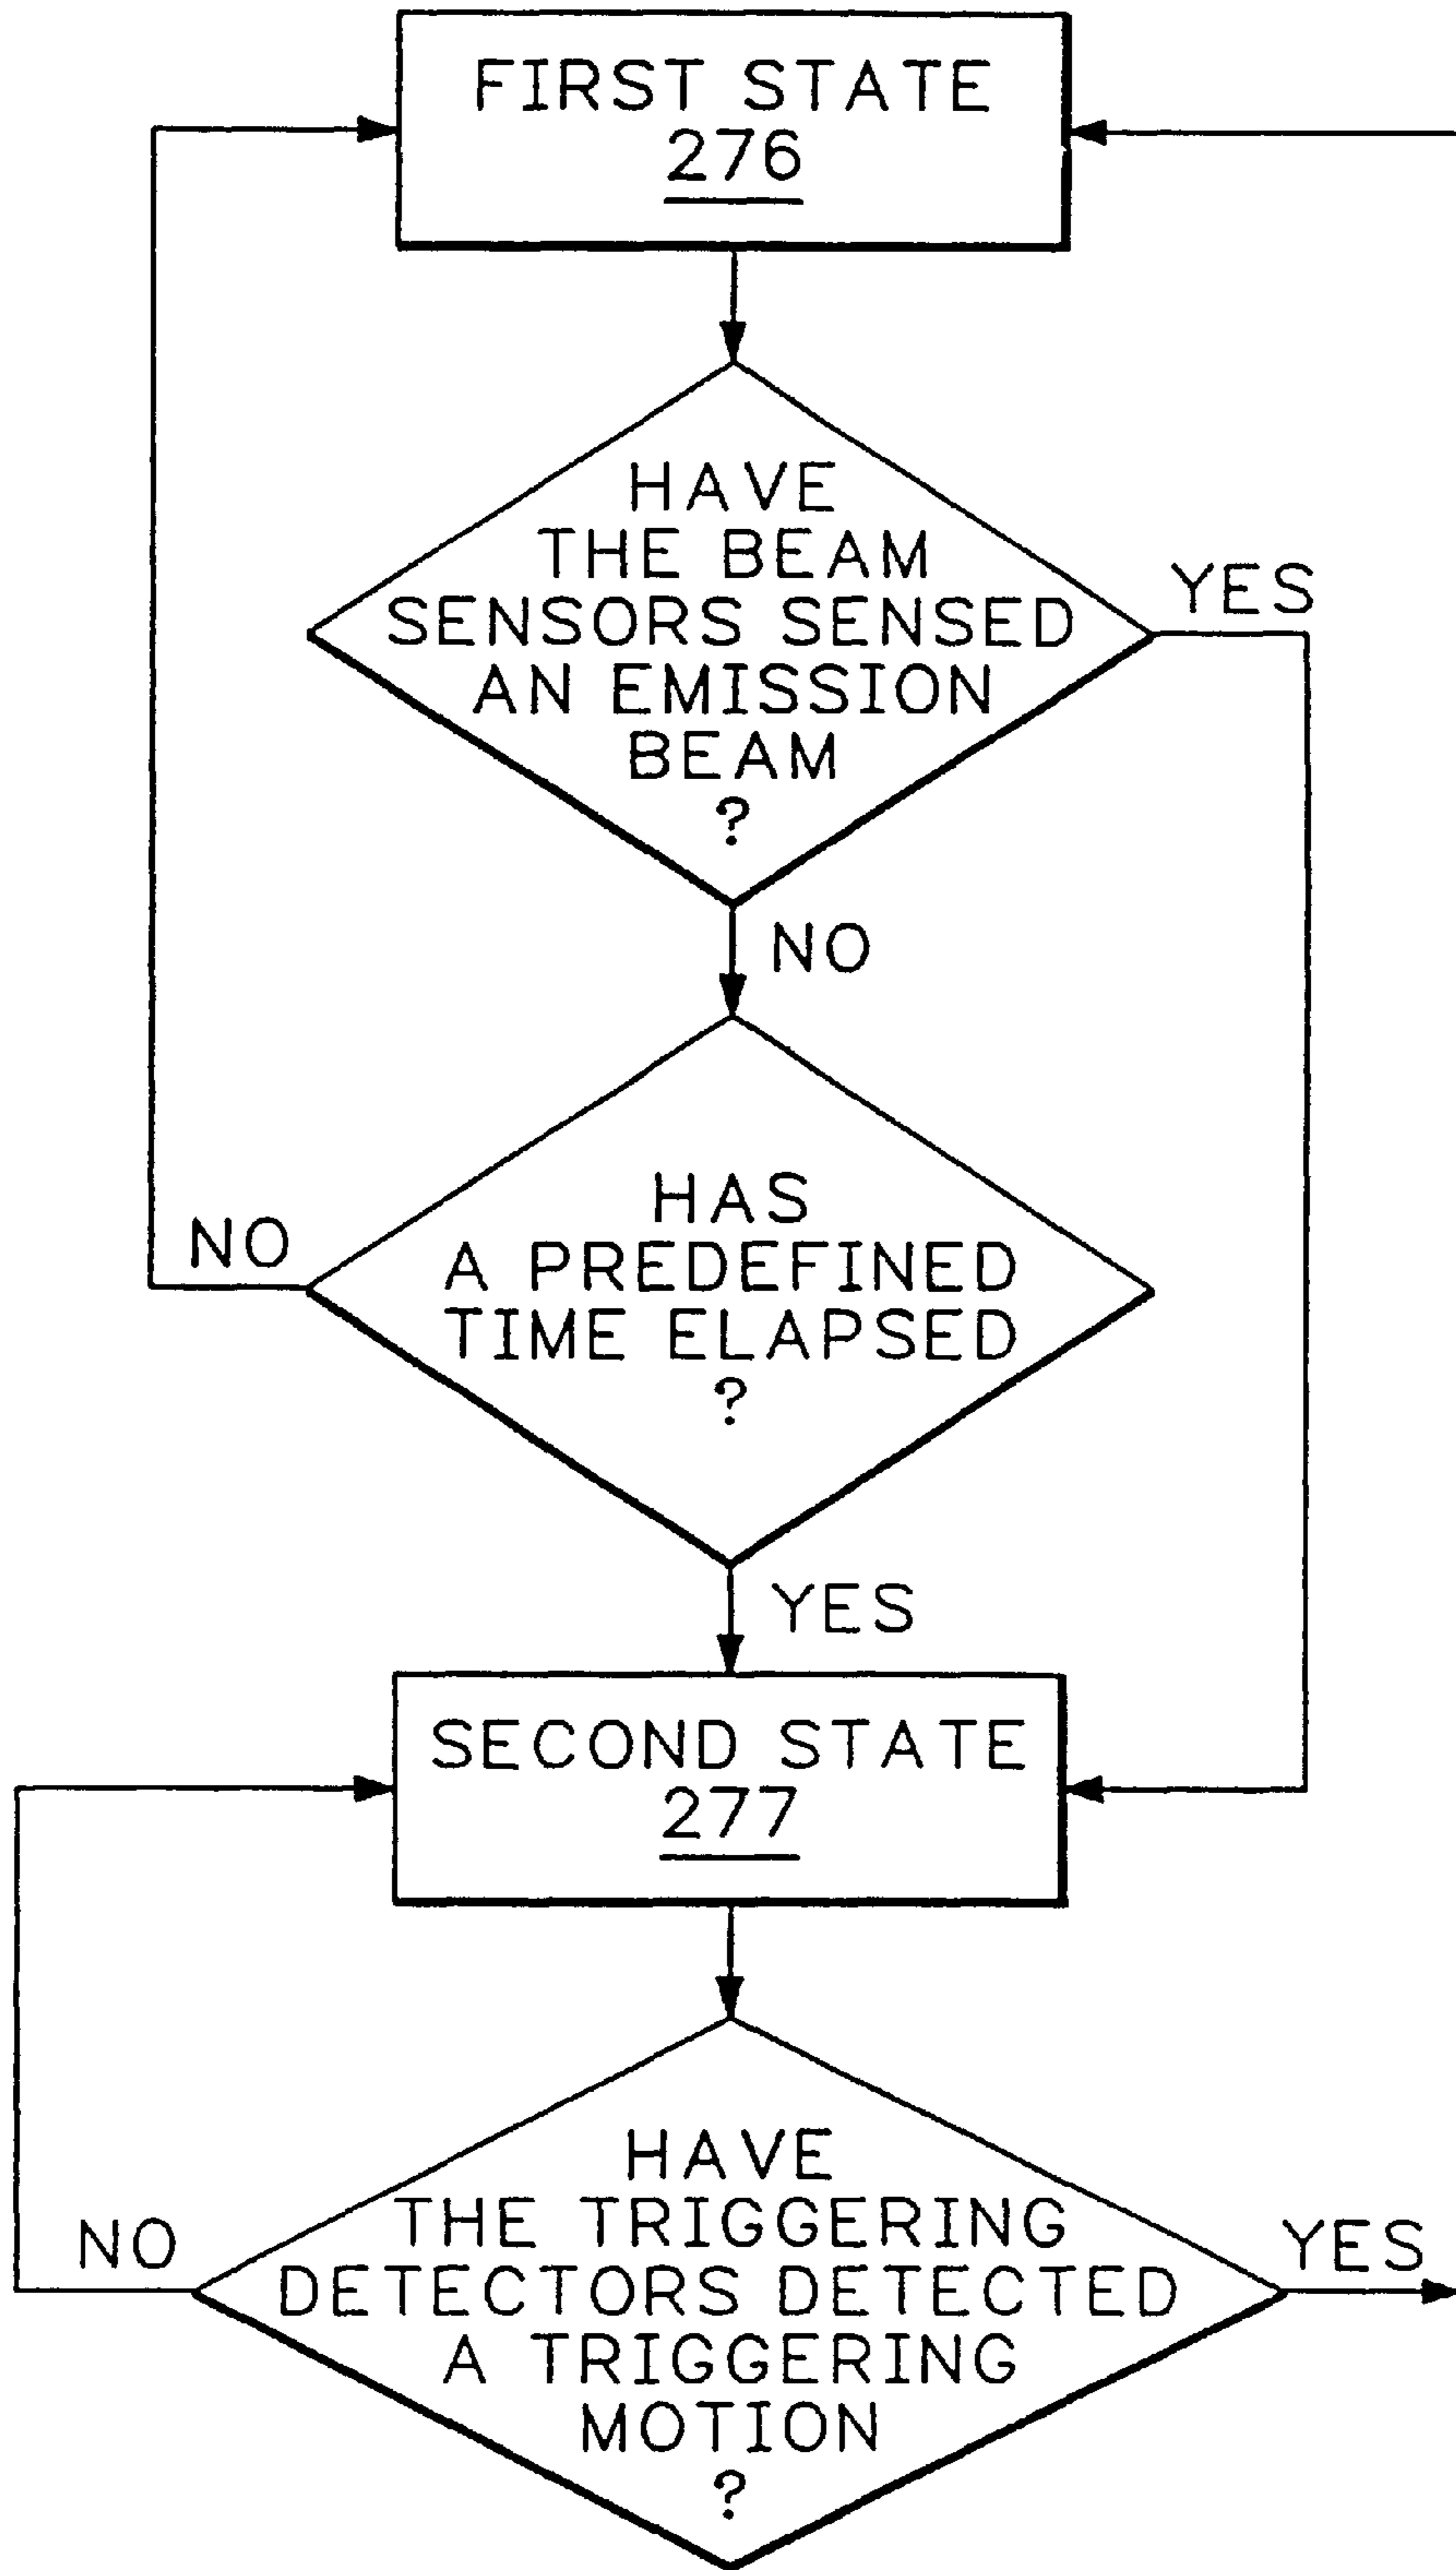 FIRST STATE
276
HAVE
THE BEAM
SENSORS SENSED
AN EMISSION
BEAM
?
YES
NO
HAS
A PREDEFINED
TIME ELAPSED
?
NO
YES
SECOND STATE
277
HAVE
THE TRIGGERING
DETECTORS DETECTED
A TRIGGERING
MOTION
?
NO
YES